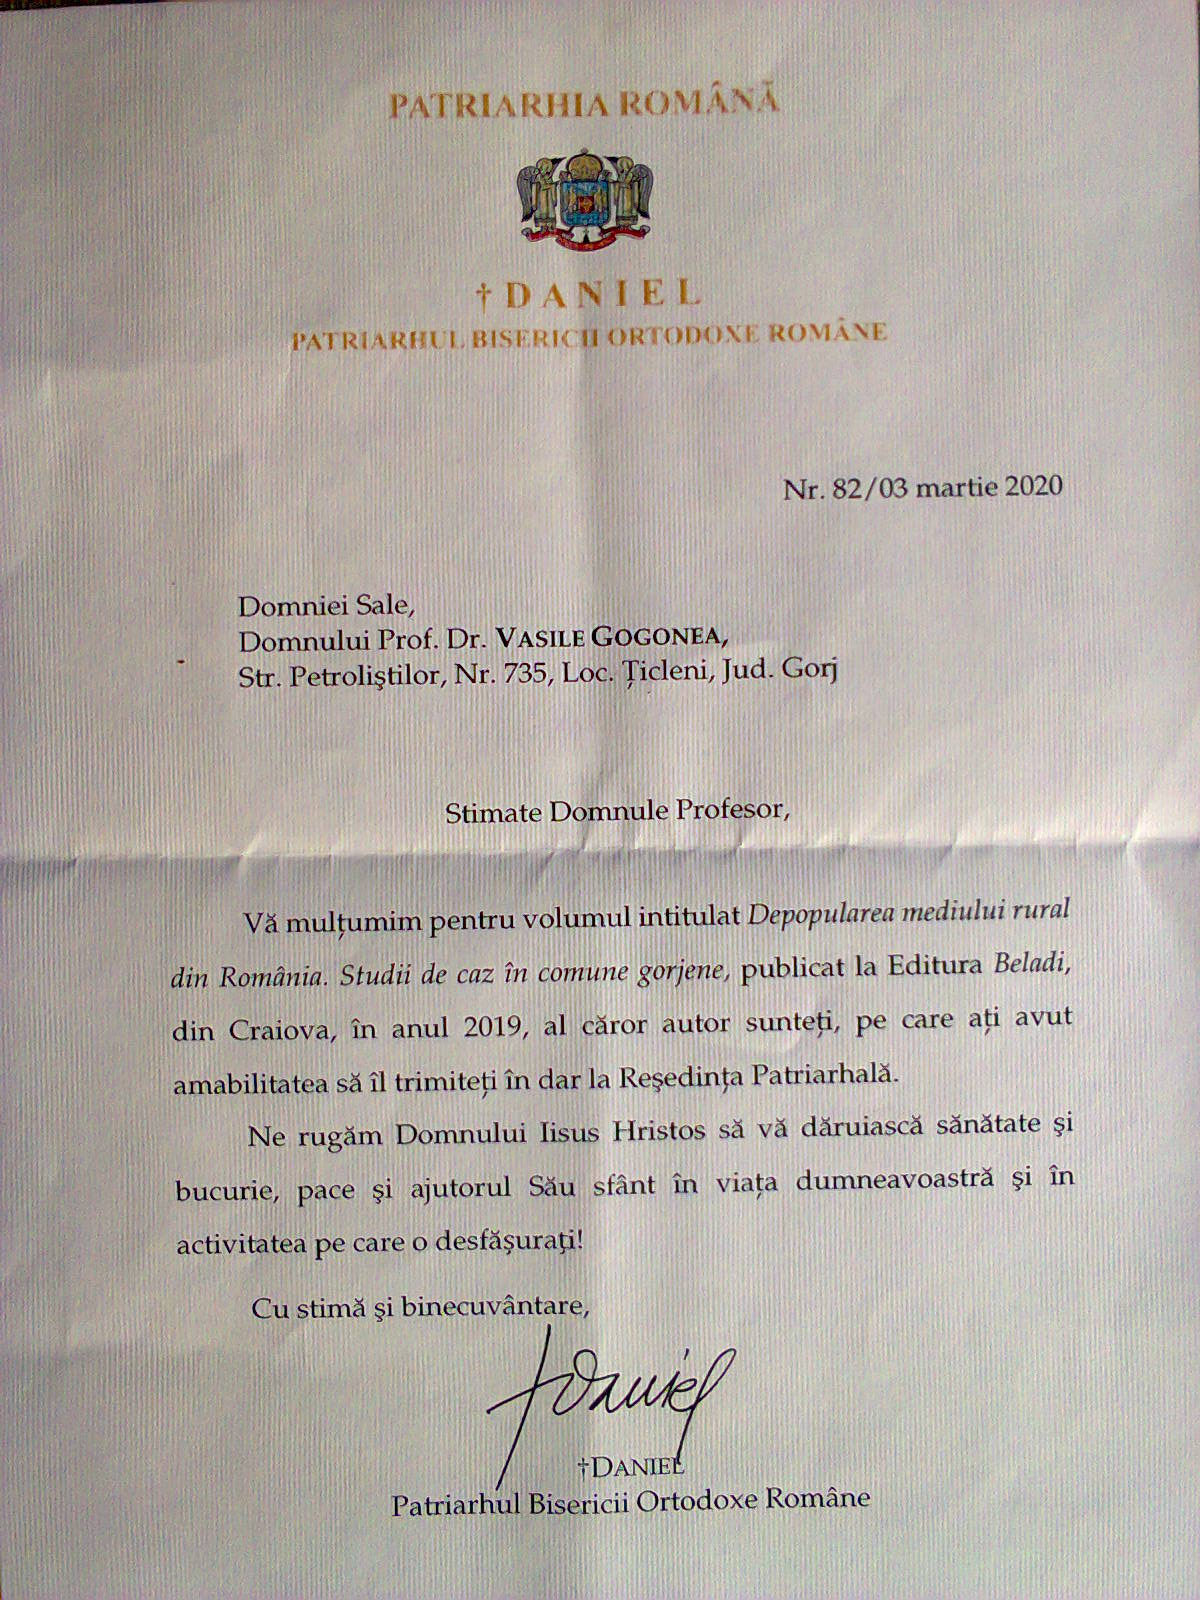 PATRIARHIA ROMÂNĂ
†DANIEL
PATRIARHUL BISERICII ORTODOXE ROMÂNE
Nr. 82/03 martie 2020
Domniei Sale,
Domnului Prof. Dr. VASILE GOGONEA,
Str. Petroliştilor, Nr. 735, Loc. Ţicleni, Jud. Gorj
Stimate Domnule Profesor,
Vă mulţumim pentru volumul intitulat Depopularea mediului rural
din România. Studii de caz în comune gorjene, publicat la Editura Beladi,
din Craiova, în anul 2019, al căror autor sunteţi, pe care aţi avut
amabilitatea să îl trimiteţi în dar la Reşedinţa Patriarhală.
Ne rugăm Domnului Iisus Hristos să vă dăruiască sănătate şi
bucurie, pace şi ajutorul Său sfânt în viaţa dumneavoastră şi în
activitatea pe care o desfăşuraţi!
Cu stimă şi binecuvântare,
†Daniel
†DANIEL
Patriarhul Bisericii Ortodoxe Române